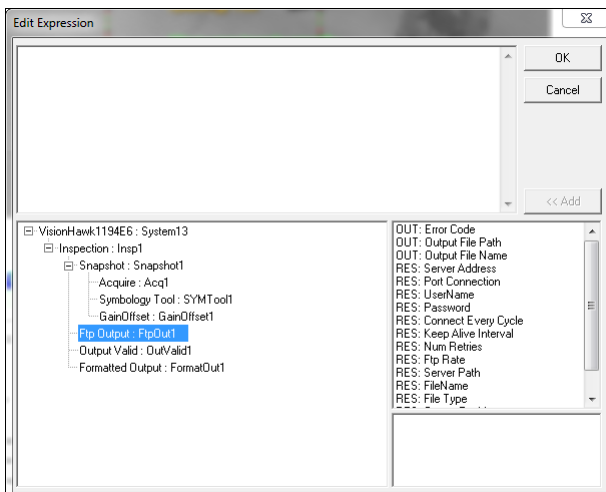 Edit Expression
OK
Cancel
<< Add
VisionHawk1194E6 : System13
Inspection : Insp1
Snapshot : Snapshot1
Acquire : Acq1
Symbology Tool : SYMTool1
GainOffset : GainOffset1
Ftp Output : FtpOut1
Output Valid : OutValid1
Formatted Output : FormatOut1
OUT: Error Code
OUT: Output File Path
OUT: Output File Name
RES: Server Address
RES: Port Connection
RES: UserName
RES: Password
RES: Connect Every Cycle
RES: Keep Alive Interval
RES: Num Retries
RES: Ftp Rate
RES: Server Path
RES: FileName
RES: File Type